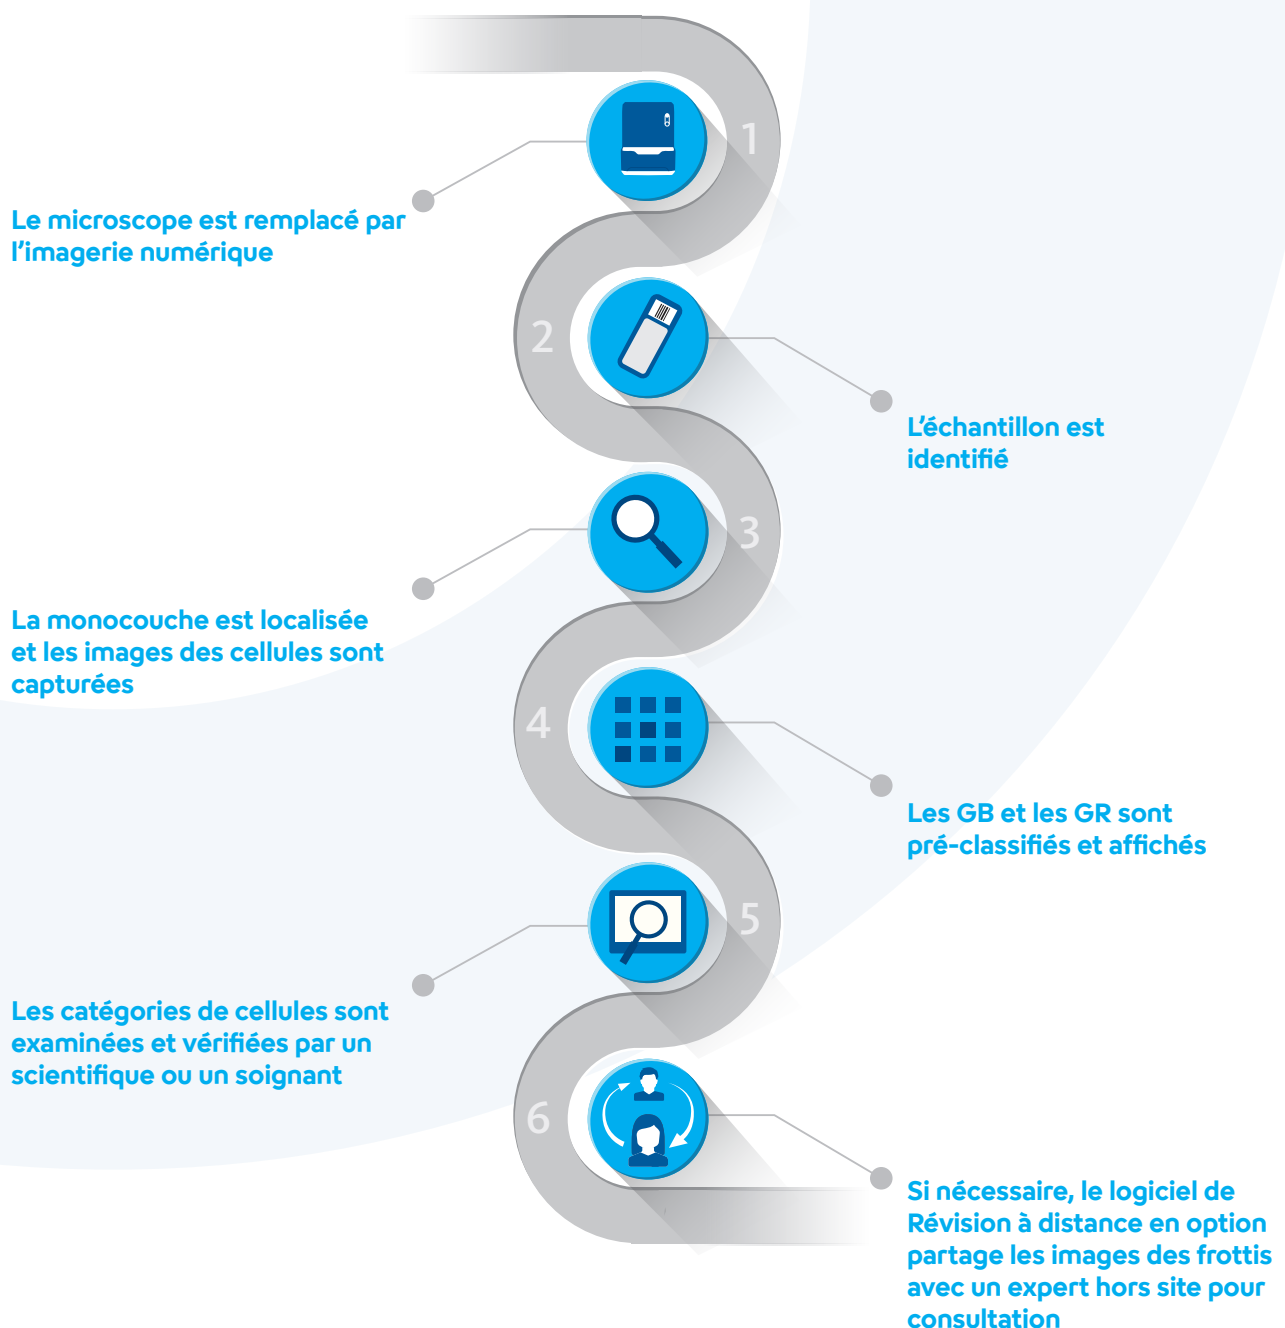 1
Le microscope est remplacé par
l’imagerie numérique
2
L’échantillon est
identifié
3
La monocouche est localisée
et les images des cellules sont
capturées
4
Les GB et les GR sont
pré-classifiés et affichés
5
Les catégories de cellules sont
examinées et vérifiées par un
scientifique ou un soignant
6
Si nécessaire, le logiciel de
Révision à distance en option
partage les images des frottis
avec un expert hors site pour
consultation